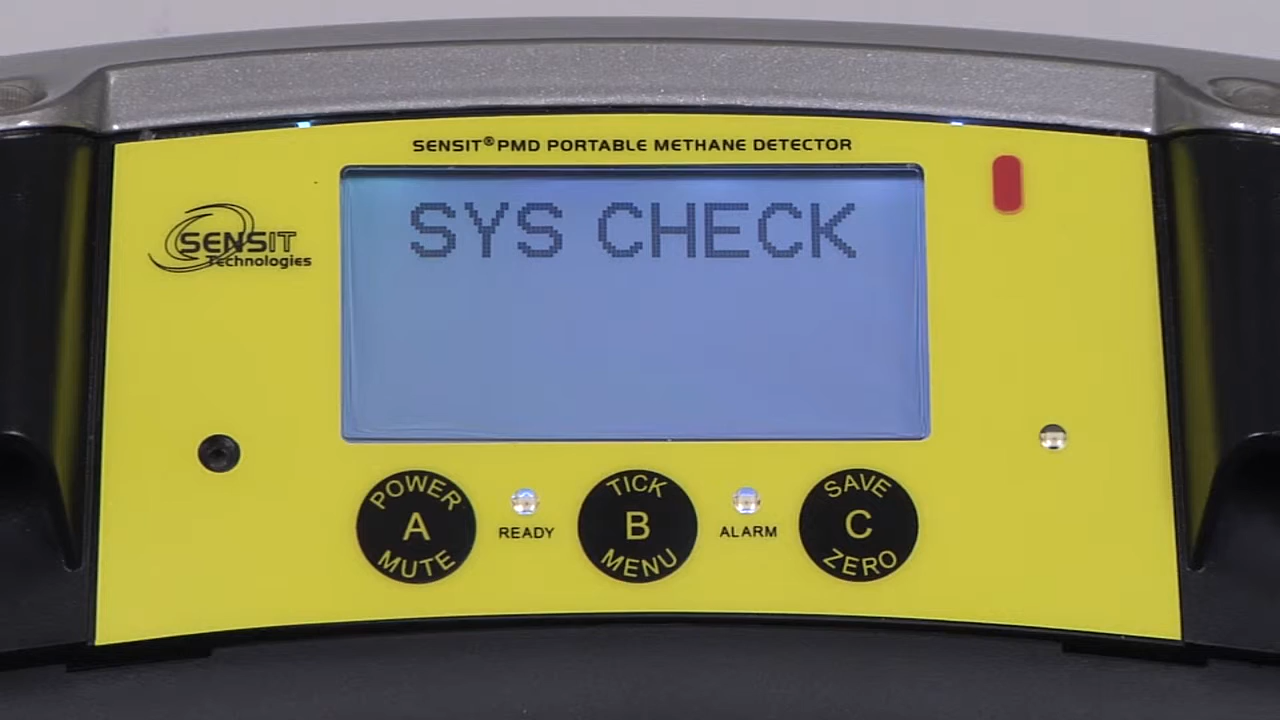 SENSIT® PMD PORTABLE METHANE DETECTOR
SYS CHECK
SENSIT
Technologies
POWER
A
MUTE
READY
TICK
B
MENU
ALARM
SAVE
C
ZERO